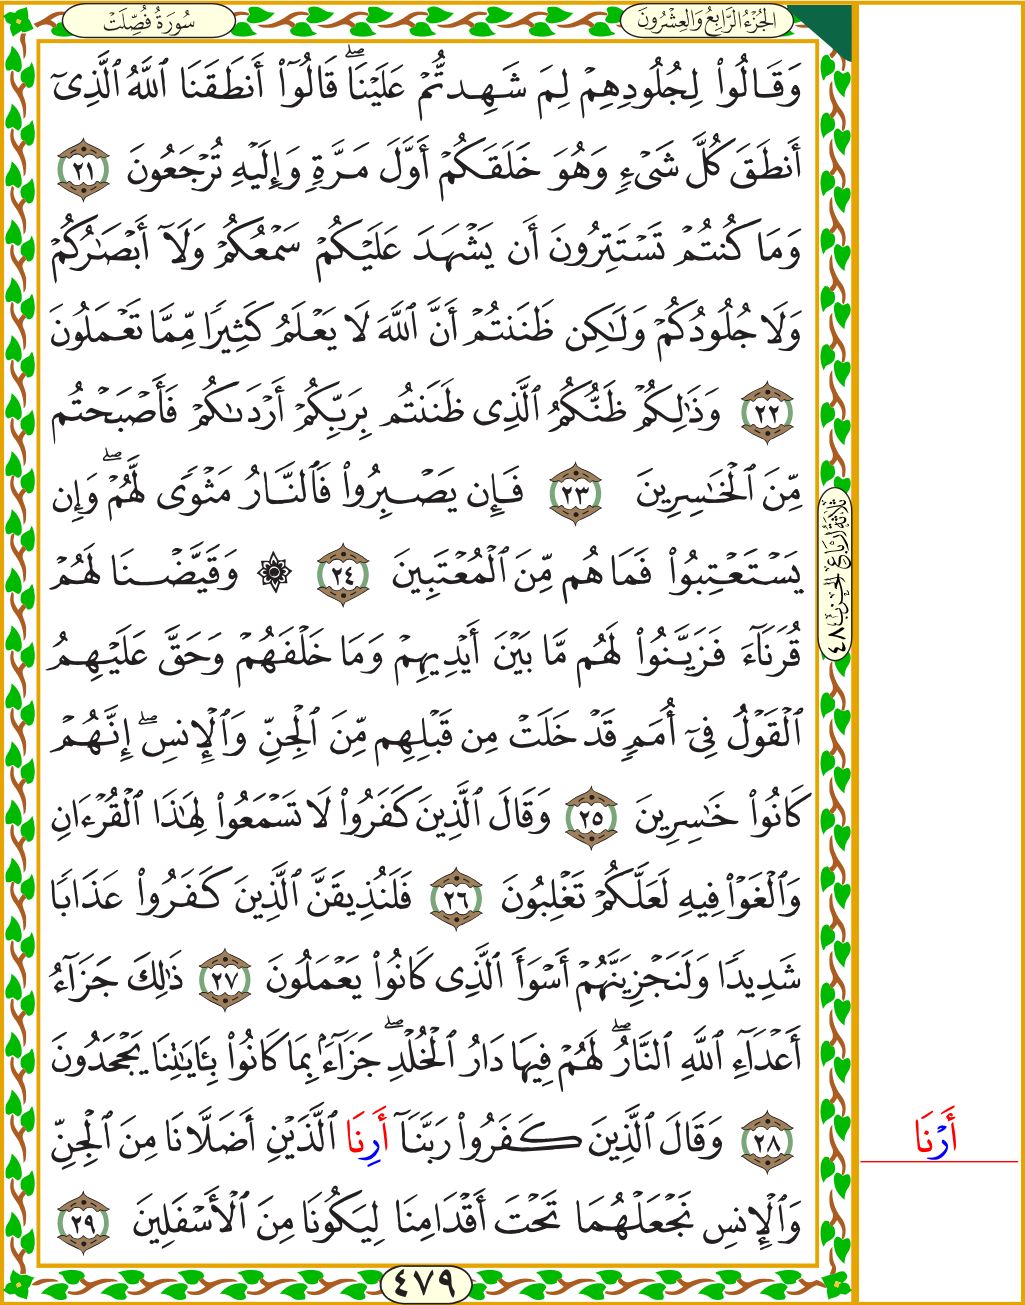 سُورَةُ فُصِّلَتْ
الجُزْءُ الرَّابِعُ وَالعِشْرُونَ
وَقَالُوا۟ لِجُلُودِهِمْ لِمَ شَهِدتُّمْ عَلَيْنَا ۖ قَالُوٓا۟ أَنطَقَنَا ٱللَّهُ ٱلَّذِىٓ
أَنطَقَ كُلَّ شَىْءٍ وَهُوَ خَلَقَكُمْ أَوَّلَ مَرَّةٍ وَإِلَيْهِ تُرْجَعُونَ ٢١
وَمَا كُنتُمْ تَسْتَتِرُونَ أَن يَشْهَدَ عَلَيْكُمْ سَمْعُكُمْ وَلَآ أَبْصَٰرُكُمْ
وَلَا جُلُودُكُمْ وَلَٰكِن ظَنَنتُمْ أَنَّ ٱللَّهَ لَا يَعْلَمُ كَثِيرًا مِّمَّا تَعْمَلُونَ
٢٢ وَذَٰلِكُمْ ظَنُّكُمُ ٱلَّذِى ظَنَنتُم بِرَبِّكُمْ أَرْدَىٰكُمْ فَأَصْبَحْتُم
مِّنَ ٱلْخَٰسِرِينَ ٢٣ فَإِن يَصْبِرُوا۟ فَٱلنَّارُ مَثْوًى لَّهُمْ ۖ وَإِن
يَسْتَعْتِبُوا۟ فَمَا هُم مِّنَ ٱلْمُعْتَبِينَ ٢٤ ۞ وَقَيَّضْنَا لَهُمْ
قُرَنَآءَ فَزَيَّنُوا۟ لَهُم مَّا بَيْنَ أَيْدِيهِمْ وَمَا خَلْفَهُمْ وَحَقَّ عَلَيْهِمُ
ٱلْقَوْلُ فِىٓ أُمَمٍ قَدْ خَلَتْ مِن قَبْلِهِم مِّنَ ٱلْجِنِّ وَٱلْإِنسِ ۖ إِنَّهُمْ
كَانُوا۟ خَٰسِرِينَ ٢٥ وَقَالَ ٱلَّذِينَ كَفَرُوا۟ لَا تَسْمَعُوا۟ لِهَٰذَا ٱلْقُرْءَانِ
وَٱلْغَوْا۟ فِيهِ لَعَلَّكُمْ تَغْلِبُونَ ٢٦ فَلَنُذِيقَنَّ ٱلَّذِينَ كَفَرُوا۟ عَذَابًا
شَدِيدًا وَلَنَجْزِيَنَّهُمْ أَسْوَأَ ٱلَّذِى كَانُوا۟ يَعْمَلُونَ ٢٧ ذَٰلِكَ جَزَآءُ
أَعْدَآءِ ٱللَّهِ ٱلنَّارُ ۖ لَهُمْ فِيهَا دَارُ ٱلْخُلْدِ ۖ جَزَآءًۢ بِمَا كَانُوا۟ بِـَٔايَٰتِنَا يَجْحَدُونَ
٢٨ وَقَالَ ٱلَّذِينَ كَفَرُوا۟ رَبَّنَآ أَرِنَا ٱلَّذَيْنِ أَضَلَّانَا مِنَ ٱلْجِنِّ
وَٱلْإِنسِ نَجْعَلْهُمَا تَحْتَ أَقْدَامِنَا لِيَكُونَا مِنَ ٱلْأَسْفَلِينَ ٢٩
ثَلَاثَةُ أَرْبَاعِ الحِزْبِ ٤٨
أَرْنَا
٤٧٩